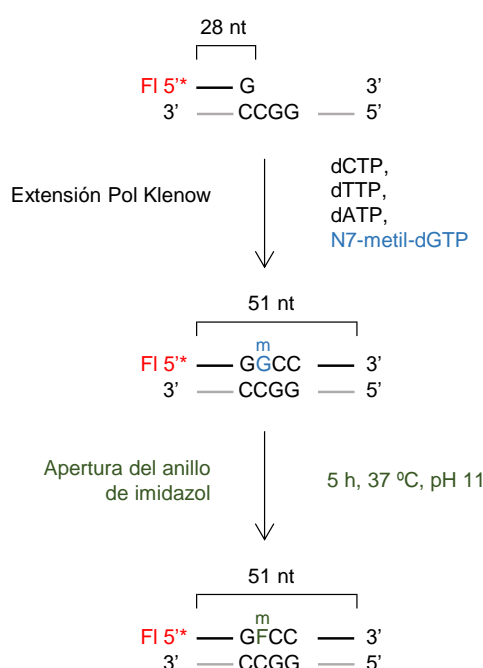 28 nt
Fl 5’* G 3’
3’ CCGG 5’
Extensión Pol Klenow
dCTP,
dTTP,
dATP,
N7-metil-dGTP
51 nt
m
Fl 5’* GGCC 3’
3’ CCGG 5’
Apertura del anillo
de imidazol
5 h, 37 ºC, pH 11
51 nt
m
Fl 5’* GFCC 3’
3’ CCGG 5’